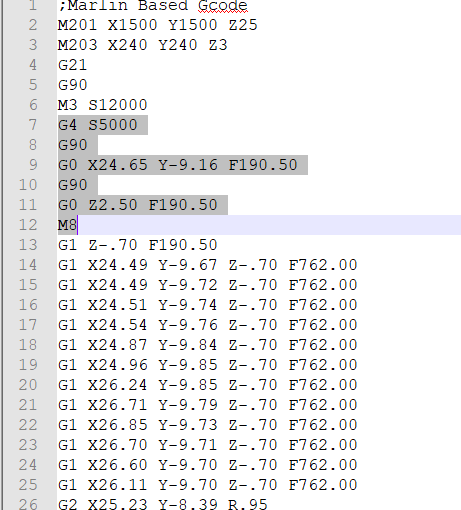 1 ;Marlin Based Gcode
2 M201 X1500 Y1500 Z25
3 M203 X240 Y240 Z3
4 G21
5 G90
6 M3 S12000
7 G4 S5000
8 G90
9 G0 X24.65 Y-9.16 F190.50
10 G90
11 G0 Z2.50 F190.50
12 M8
13 G1 Z-.70 F190.50
14 G1 X24.49 Y-9.67 Z-.70 F762.00
15 G1 X24.49 Y-9.72 Z-.70 F762.00
16 G1 X24.51 Y-9.74 Z-.70 F762.00
17 G1 X24.54 Y-9.76 Z-.70 F762.00
18 G1 X24.87 Y-9.84 Z-.70 F762.00
19 G1 X24.96 Y-9.85 Z-.70 F762.00
20 G1 X26.24 Y-9.85 Z-.70 F762.00
21 G1 X26.71 Y-9.79 Z-.70 F762.00
22 G1 X26.85 Y-9.73 Z-.70 F762.00
23 G1 X26.70 Y-9.71 Z-.70 F762.00
24 G1 X26.60 Y-9.70 Z-.70 F762.00
25 G1 X26.11 Y-9.70 Z-.70 F762.00
26 G2 X25.23 Y-8.39 R.95